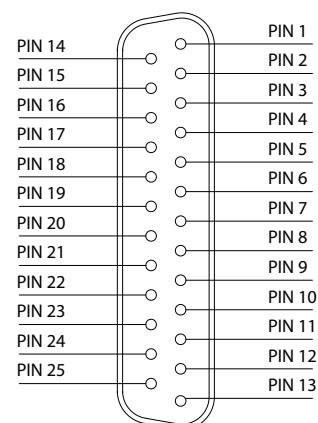 PIN 14
PIN 15
PIN 16
PIN 17
PIN 18
PIN 19
PIN 20
PIN 21
PIN 22
PIN 23
PIN 24
PIN 25
PIN 1
PIN 2
PIN 3
PIN 4
PIN 5
PIN 6
PIN 7
PIN 8
PIN 9
PIN 10
PIN 11
PIN 12
PIN 13